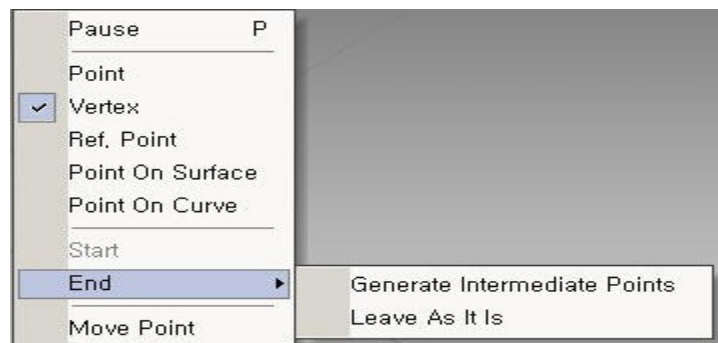 Pause P
Point
Vertex
Ref. Point
Point On Surface
Point On Curve
Start
End
Generate Intermediate Points
Leave As It Is
Move Point